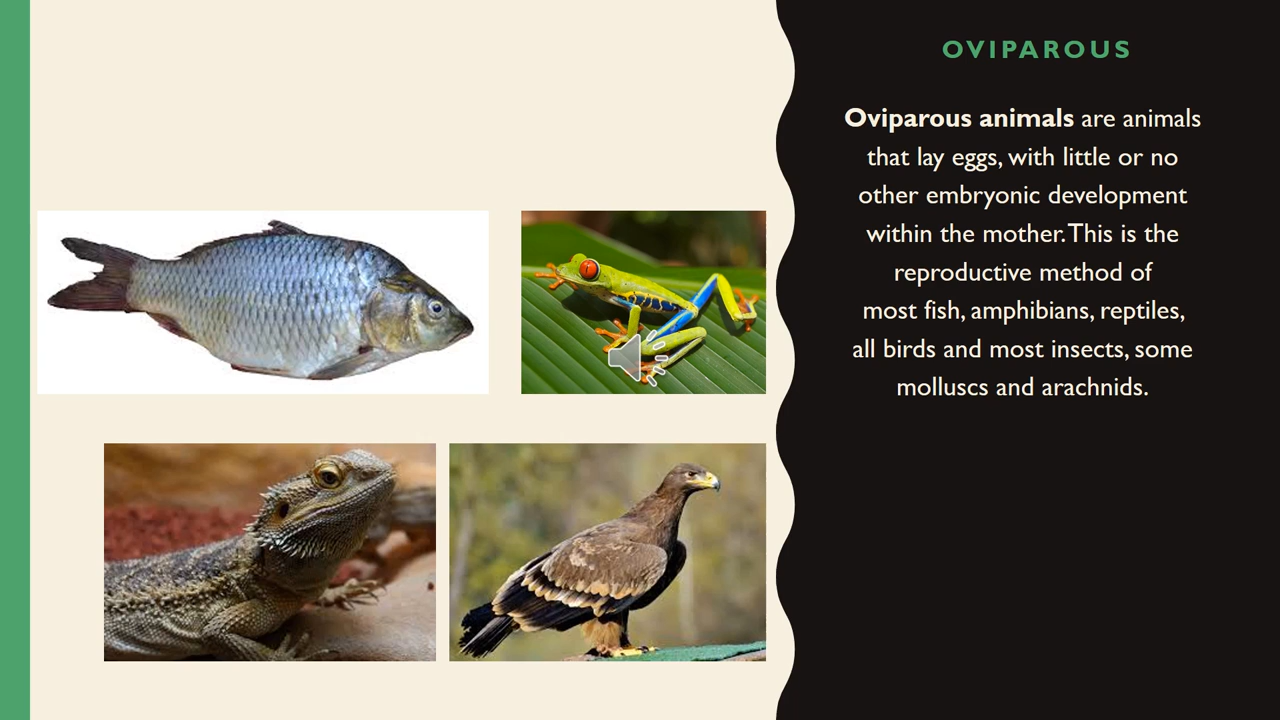 OVIPAROUS
Oviparous animals are animals
that lay eggs, with little or no
other embryonic development
within the mother. This is the
reproductive method of
most fish, amphibians, reptiles,
all birds and most insects, some
molluscs and arachnids.